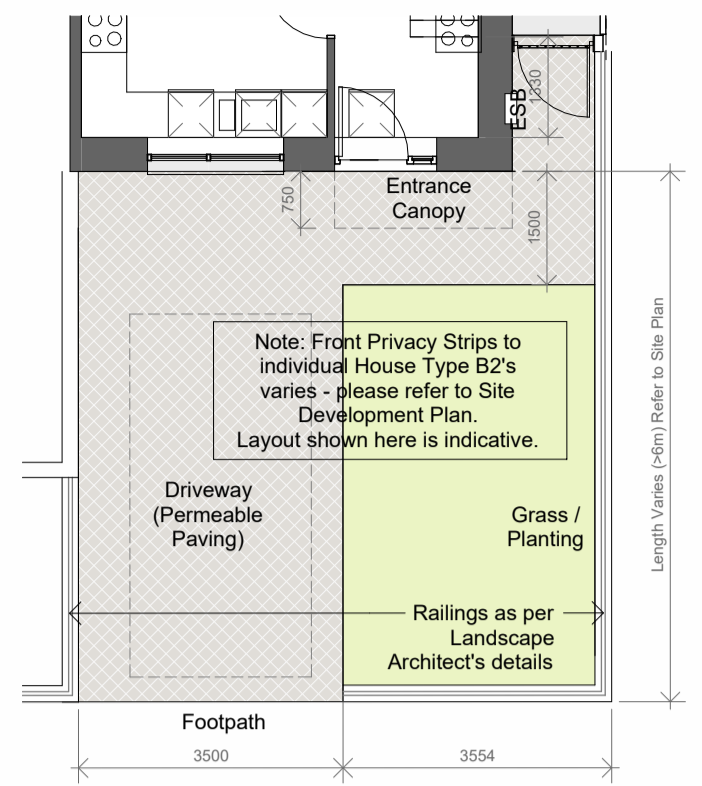 1330
ESB
Entrance
Canopy
750
1500
Length Varies (>6m) Refer to Site Plan
Note: Front Privacy Strips to
individual House Type B2's
varies - please refer to Site
Development Plan.
Layout shown here is indicative.
Driveway
(Permeable
Paving)
Grass /
Planting
Railings as per
Landscape
Architect's details
Footpath
3500
3554